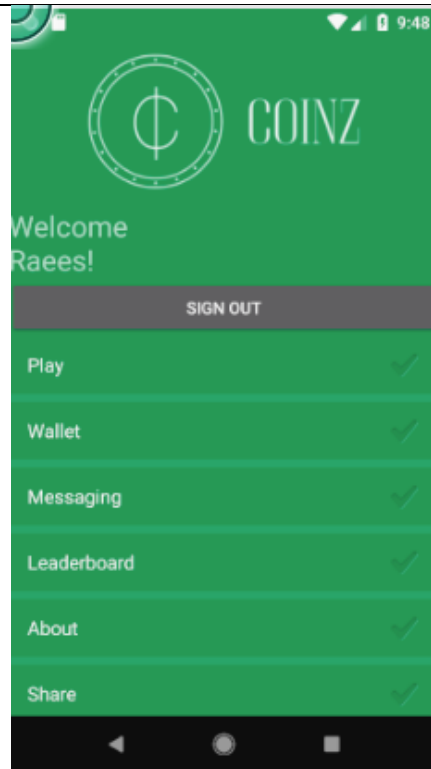 9:48
COINZ
Welcome
Raees!
SIGN OUT
Play
Wallet
Messaging
Leaderboard
About
Share